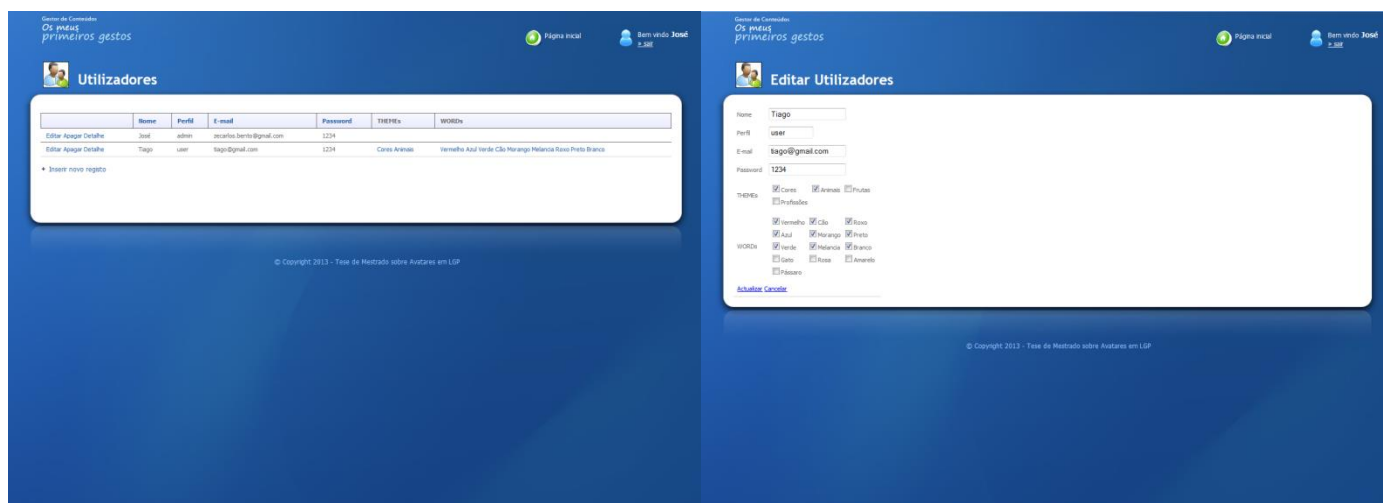 Gestor de Conteúdos
Os meus
primeiros gestos
Página inicial
Bem vindo José
» sair
Utilizadores
Nome Perfil E-mail Password THEMEs WORDs
Editar Apagar Detalhe José admin zecarlos.berito@gmail.com 1234
Editar Apagar Detalhe Tiago user tiago@gmail.com 1234 Cores Animais Vermelho Azul Verde Cão Morango Melancia Roxo Preto Branco
Inserir novo registo
© Copyright 2013 - Tese de Mestrado sobre Avatares em LGP
Gestor de Conteúdos
Os meus
primeiros gestos
Página inicial
Bem vindo José
» sair
Editar Utilizadores
Nome Tiago
Perfil user
E-mail tiago@gmail.com
Password 1234
THEMEs Cores Animais Frutas
Profissões
Vermelho Cão Roxo
Azul Morango Preto
WORDs Verde Melancia Branco
Gato Rosa Amarelo
Pássaro
Actualizar Cancelar
© Copyright 2013 - Tese de Mestrado sobre Avatares em LGP